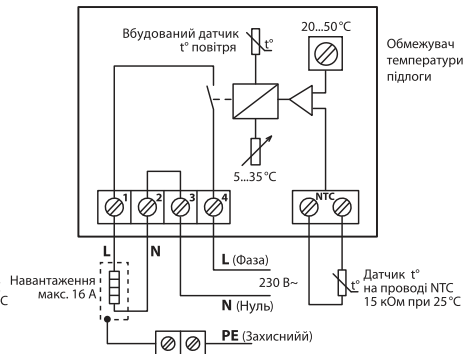 Вбудований датчик
t° повітря
t°
20...50 °C
Обмежувач
температури
підлоги
5...35 °C
1
2
3
4
NTC
L
N
L (Фаза)
230 В~
N (Нуль)
Навантаження
макс. 16 А
C
t°
Датчик t°
на проводі NTC
15 кОм при 25 °C
PE (Захиснийй)